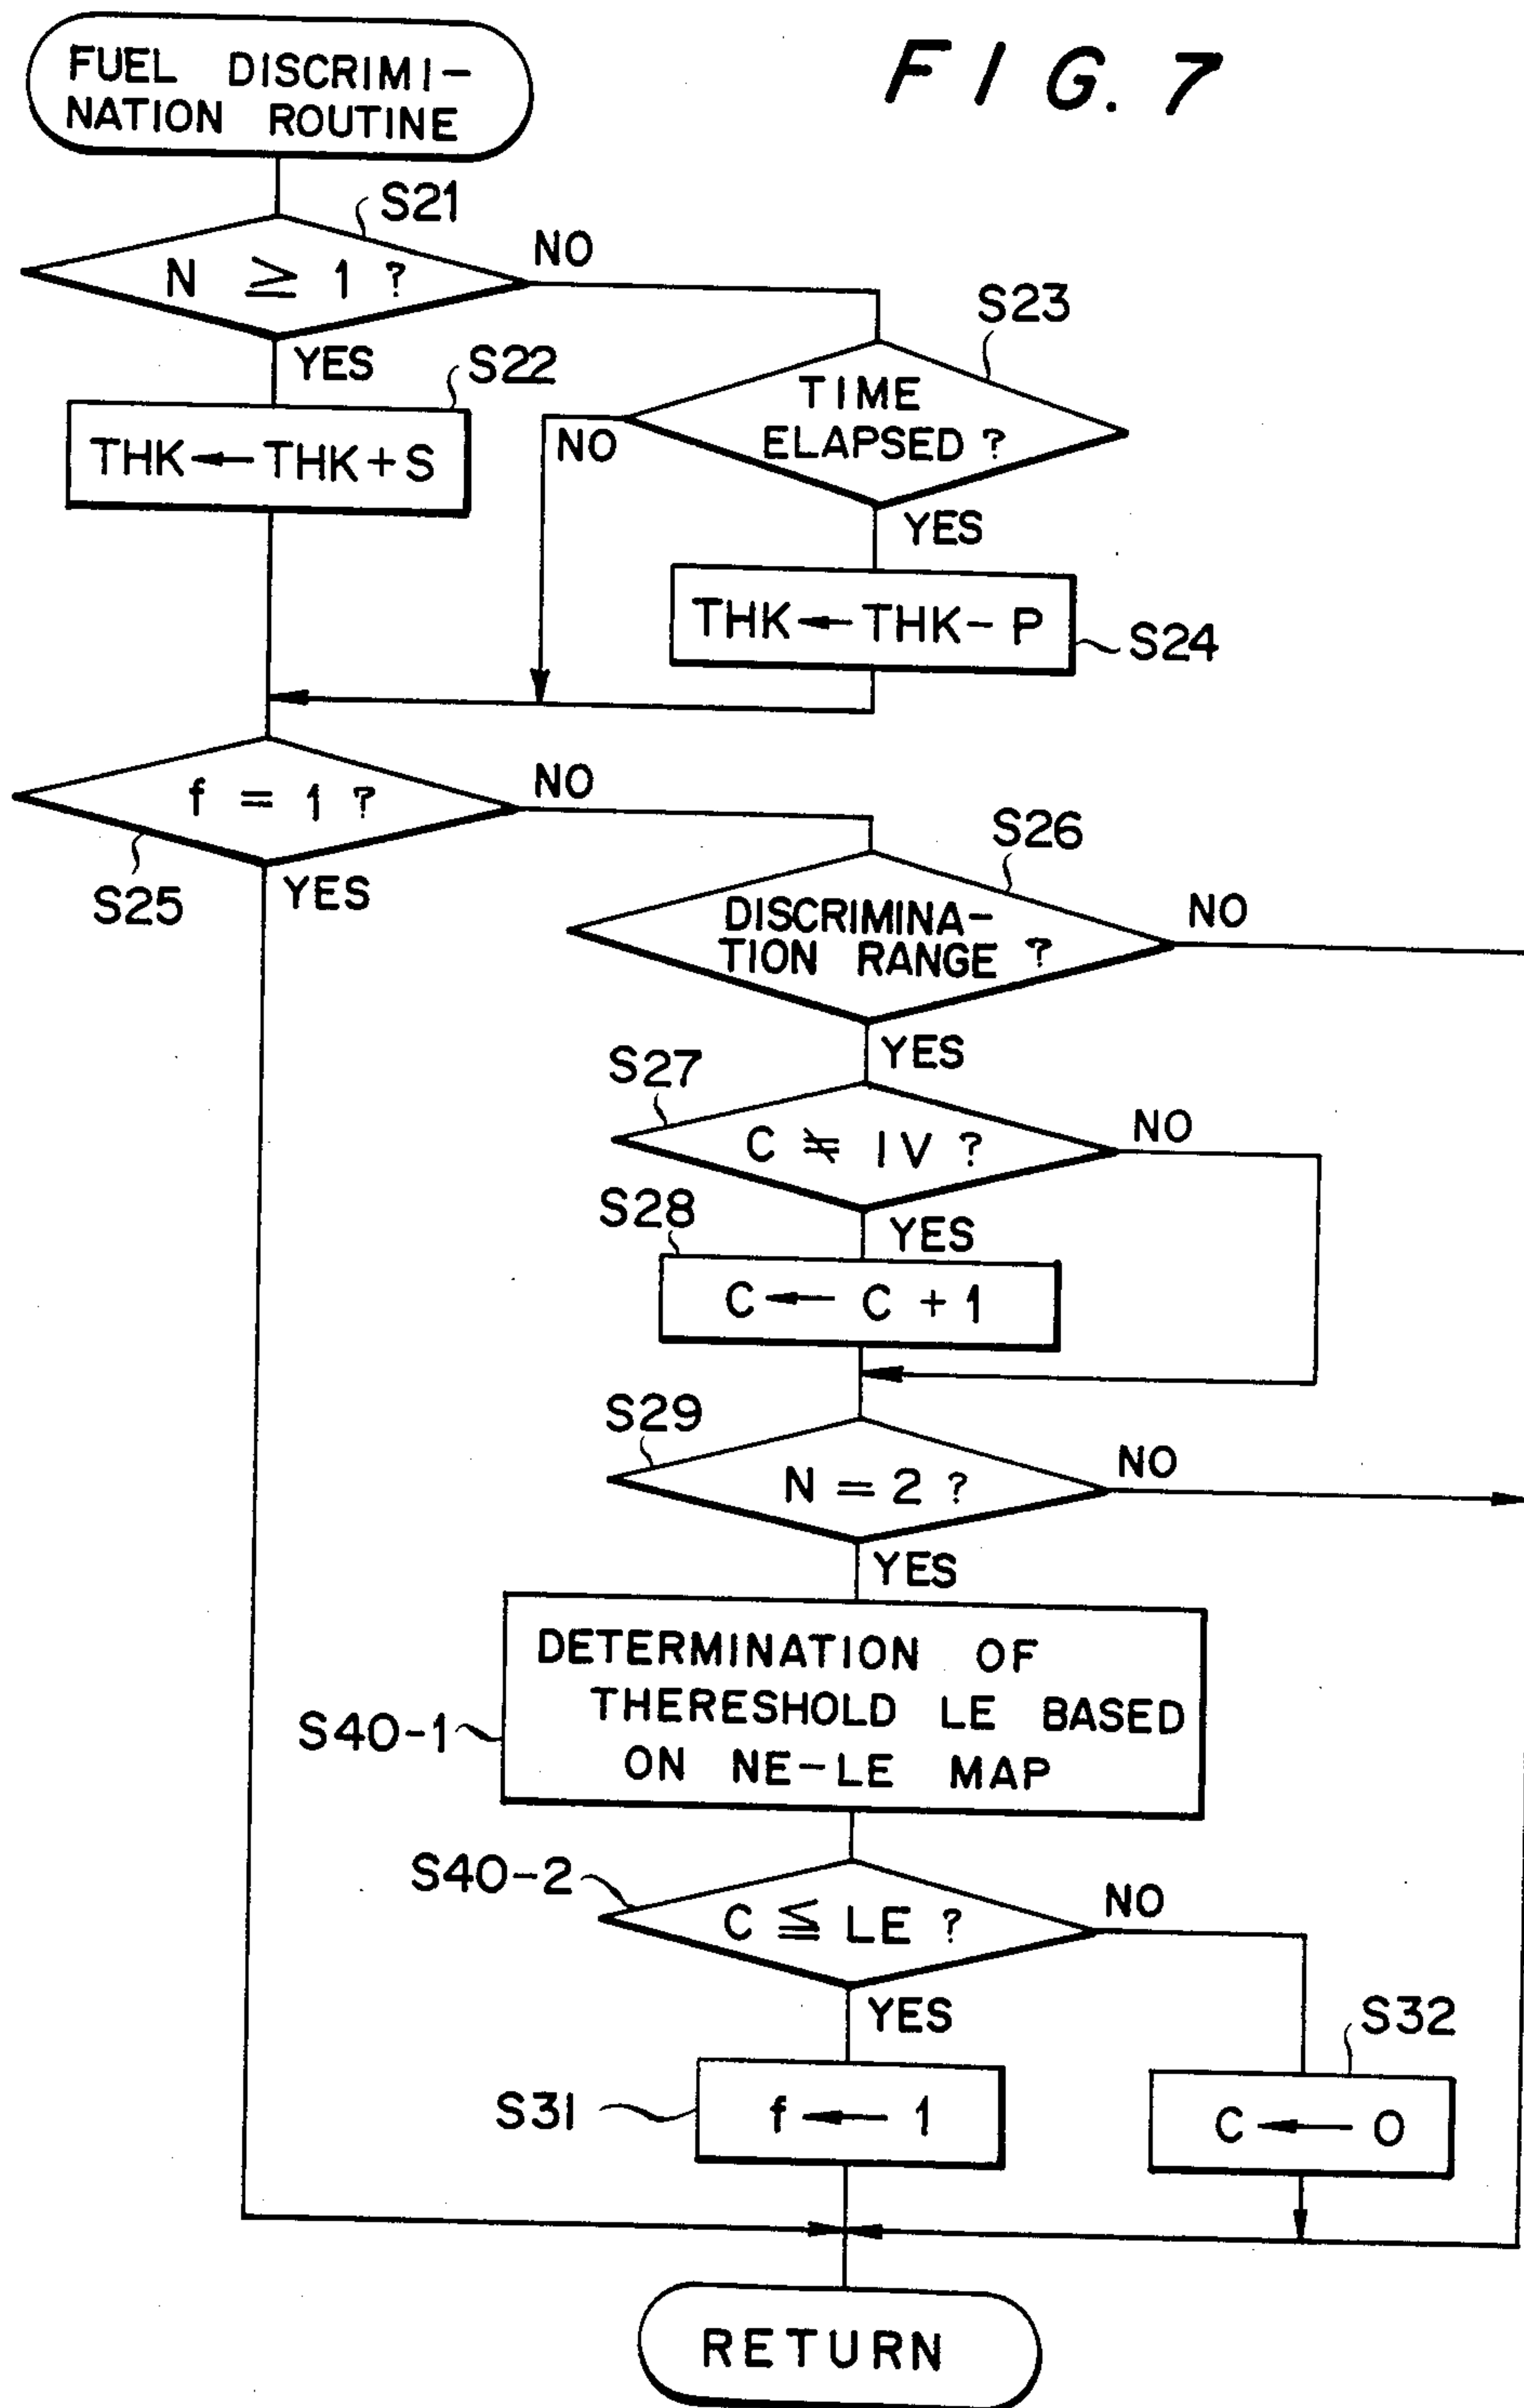 FIG. 7
FUEL DISCRIMI-
NATION ROUTINE
S21
N ≥ 1 ?
NO
YES
S22
THK ← THK + S
S23
TIME
ELAPSED ?
NO
YES
THK ← THK - P
S24
f = 1 ?
NO
S25
YES
S26
DISCRIMINA-
TION RANGE ?
NO
YES
S27
C ≠ IV ?
NO
YES
S28
C ← C + 1
S29
N = 2 ?
NO
YES
S40-1
DETERMINATION OF
THERESHOLD LE BASED
ON NE-LE MAP
S40-2
C ≦ LE ?
NO
YES
S31
f ← 1
S32
C ← 0
RETURN